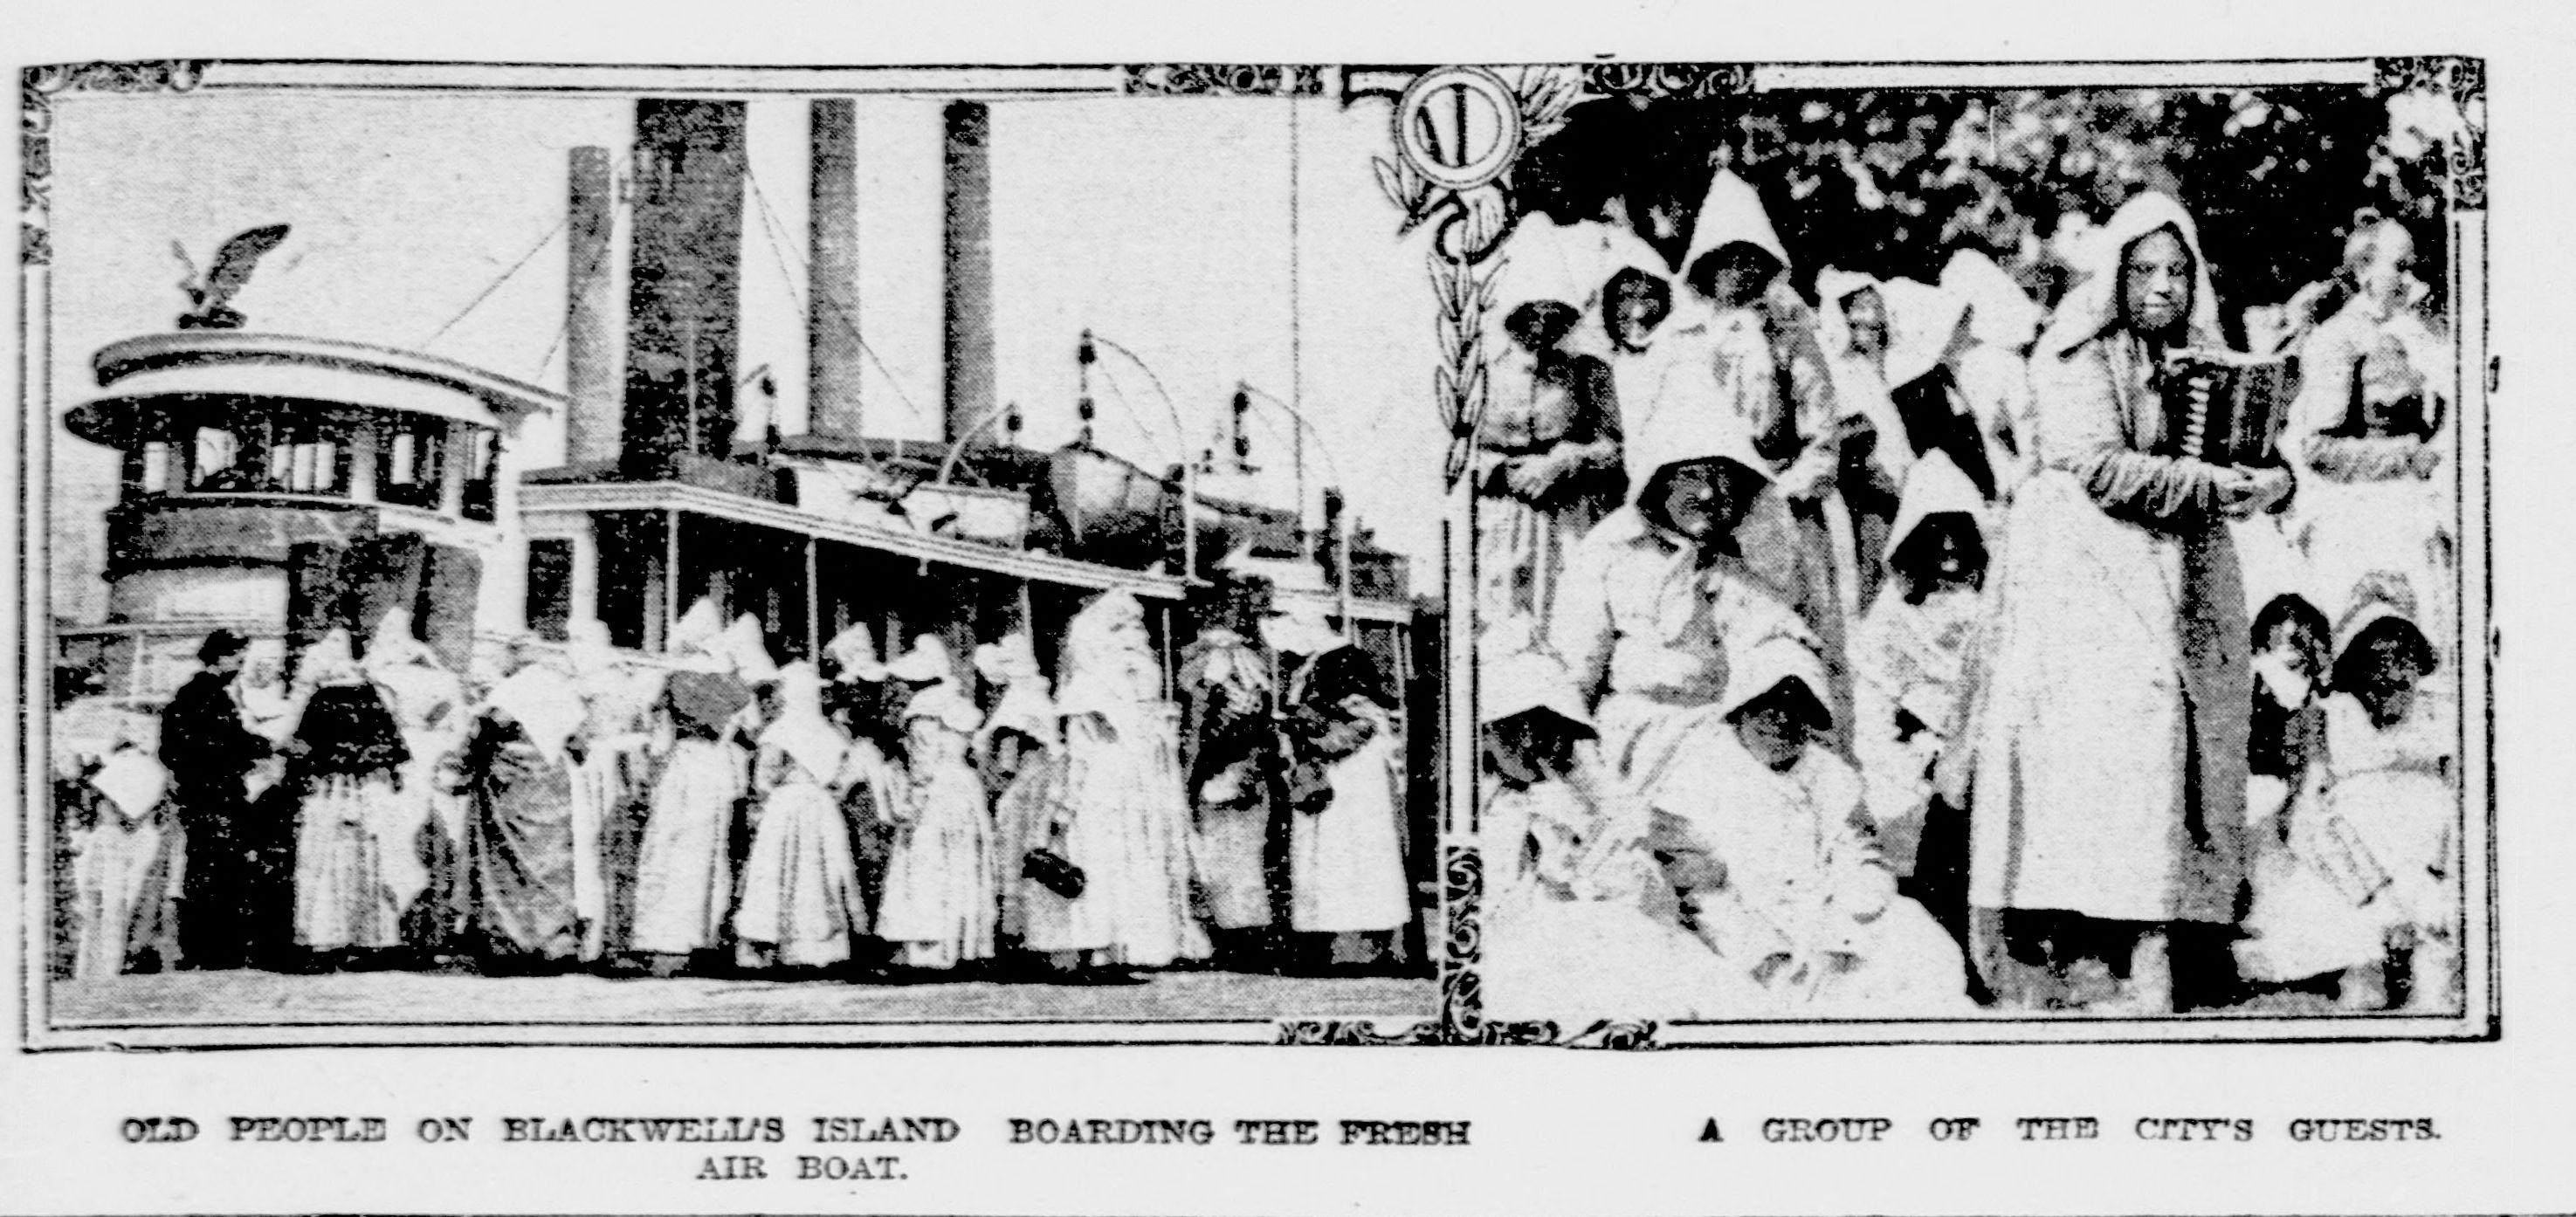 OLD PEOPLE ON BLACKWELL'S ISLAND BOARDING THE FRESH
AIR BOAT.
A GROUP OF THE CITY'S GUESTS.